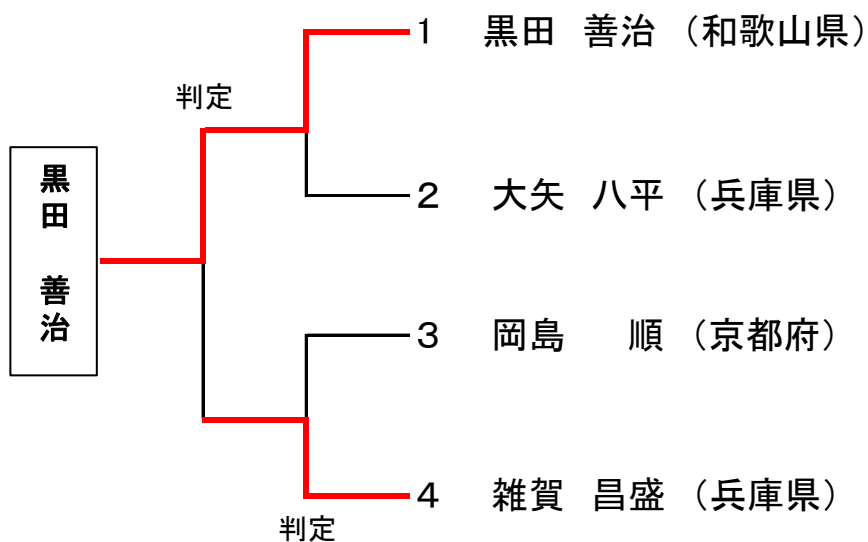 1 黒田 善治 （和歌山県）
判定
黒田 善治
2 大矢 八平 （兵庫県）
3 岡島 順 （京都府）
4 雑賀 昌盛 （兵庫県）
判定